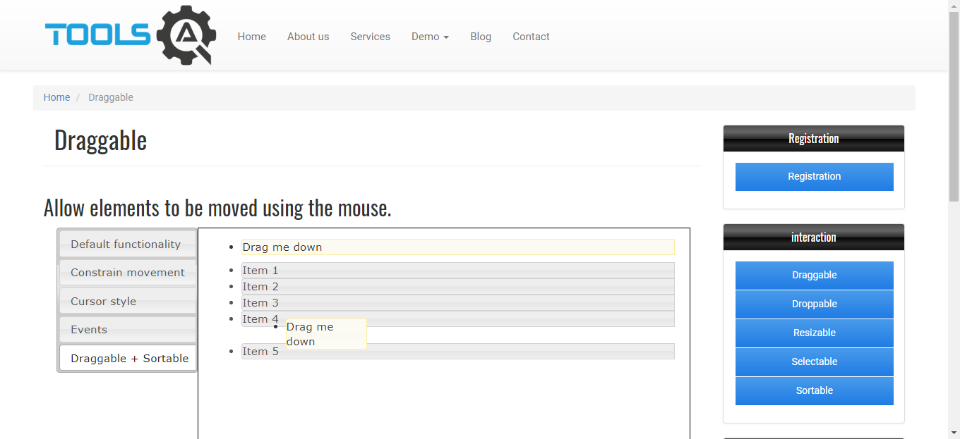 TOOLS QA
Home About us Services Demo Blog Contact
Home / Draggable
Draggable
Allow elements to be moved using the mouse.
Default functionality
Constrain movement
Cursor style
Events
Draggable + Sortable
Drag me down
Item 1
Item 2
Item 3
Item 4
Drag me
down
Item 5
Registration
Registration
interaction
Draggable
Droppable
Resizable
Selectable
Sortable